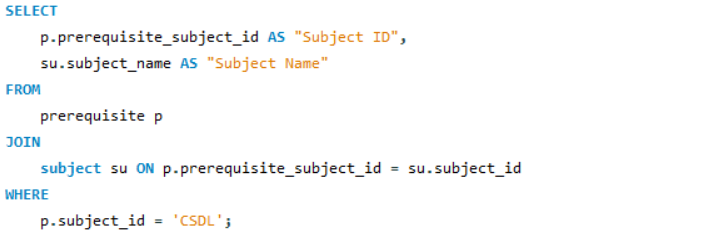 SELECT
p.prerequisite_subject_id AS "Subject ID",
su.subject_name AS "Subject Name"
FROM
prerequisite p
JOIN
subject su ON p.prerequisite_subject_id = su.subject_id
WHERE
p.subject_id = 'CSDL';